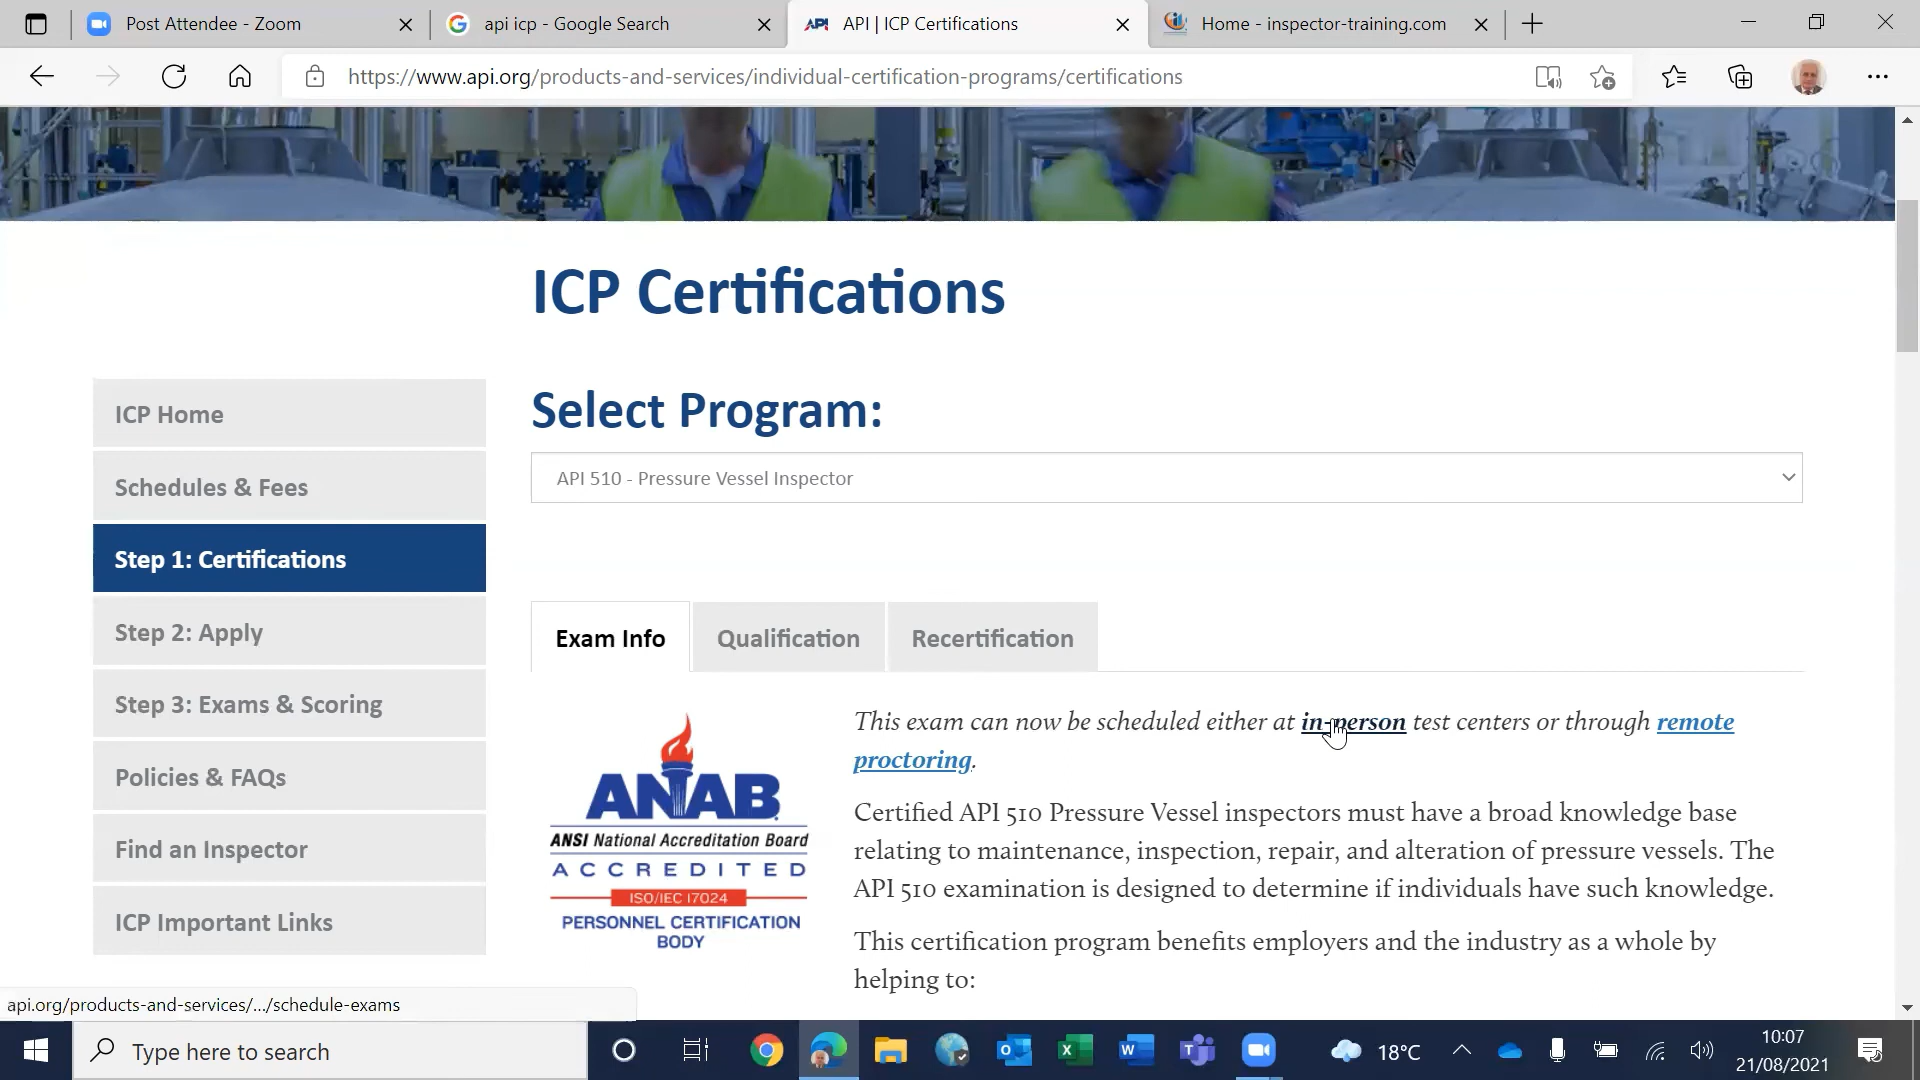 Post Attendee - Zoom
api icp - Google Search
API
API | ICP Certifications
Home - inspector-training.com
https://www.api.org/products-and-services/individual-certification-programs/certifications
ICP Certifications
ICP Home
Schedules & Fees
Step 1: Certifications
Step 2: Apply
Step 3: Exams & Scoring
Policies & FAQs
Find an Inspector
ICP Important Links
Select Program:
API 510 - Pressure Vessel Inspector
Exam Info
Qualification
Recertification
ANAB
ANSI National Accreditation Board
ACCREDITED
ISO/IEC 17024
PERSONNEL CERTIFICATION
BODY
This exam can now be scheduled either at in-person test centers or through remote
proctoring.
Certified API 510 Pressure Vessel inspectors must have a broad knowledge base
relating to maintenance, inspection, repair, and alteration of pressure vessels. The
API 510 examination is designed to determine if individuals have such knowledge.
This certification program benefits employers and the industry as a whole by
helping to:
api.org/products-and-services/.../schedule-exams
Type here to search
18°C
10:07
21/08/2021